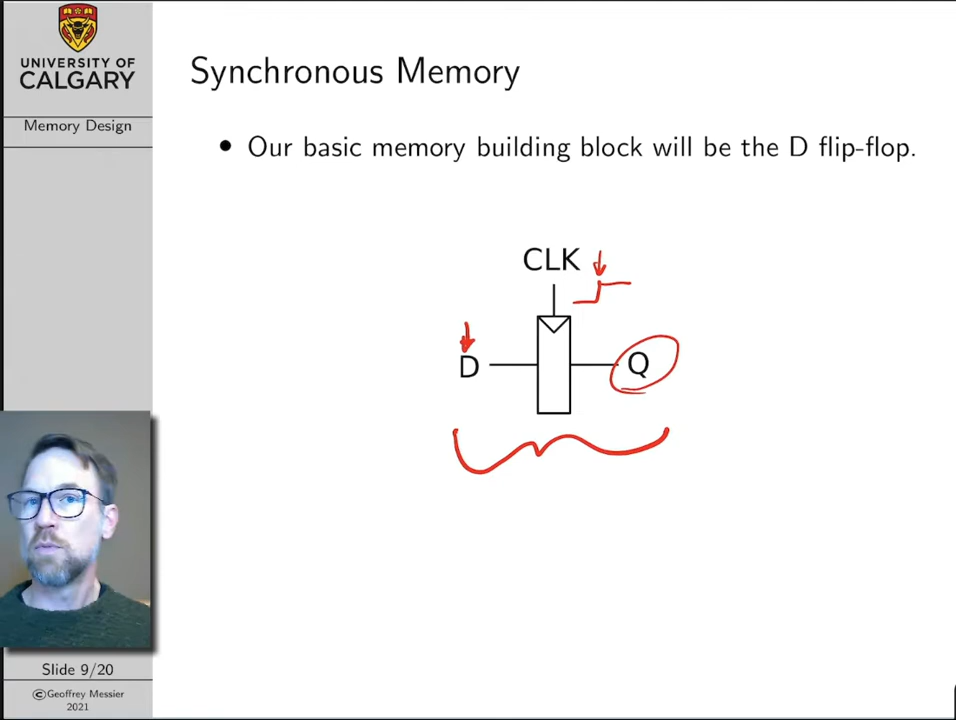 UNIVERSITY OF
CALGARY
Memory Design
Synchronous Memory
• Our basic memory building block will be the D flip-flop.
CLK
D
Q
Slide 9/20
©Geoffrey Messier
2021